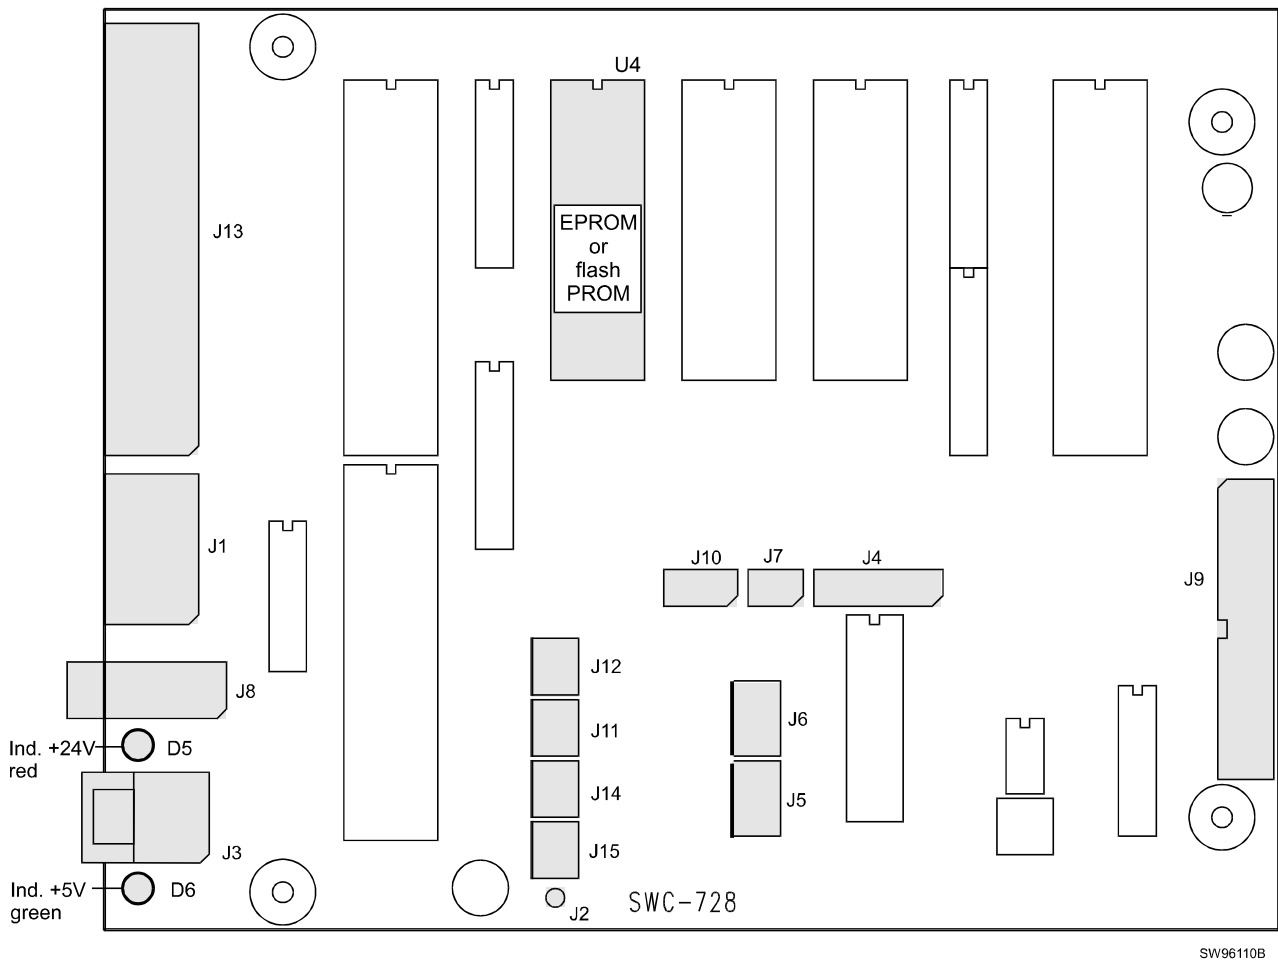 U4
EPROM
or
flash
PROM
J13
J1
J10
J7
J4
J9
J12
J8
J11
J6
Ind. +24V
red
D5
J14
J5
J3
J15
Ind. +5V
green
D6
J2
SWC-728
SW96110B